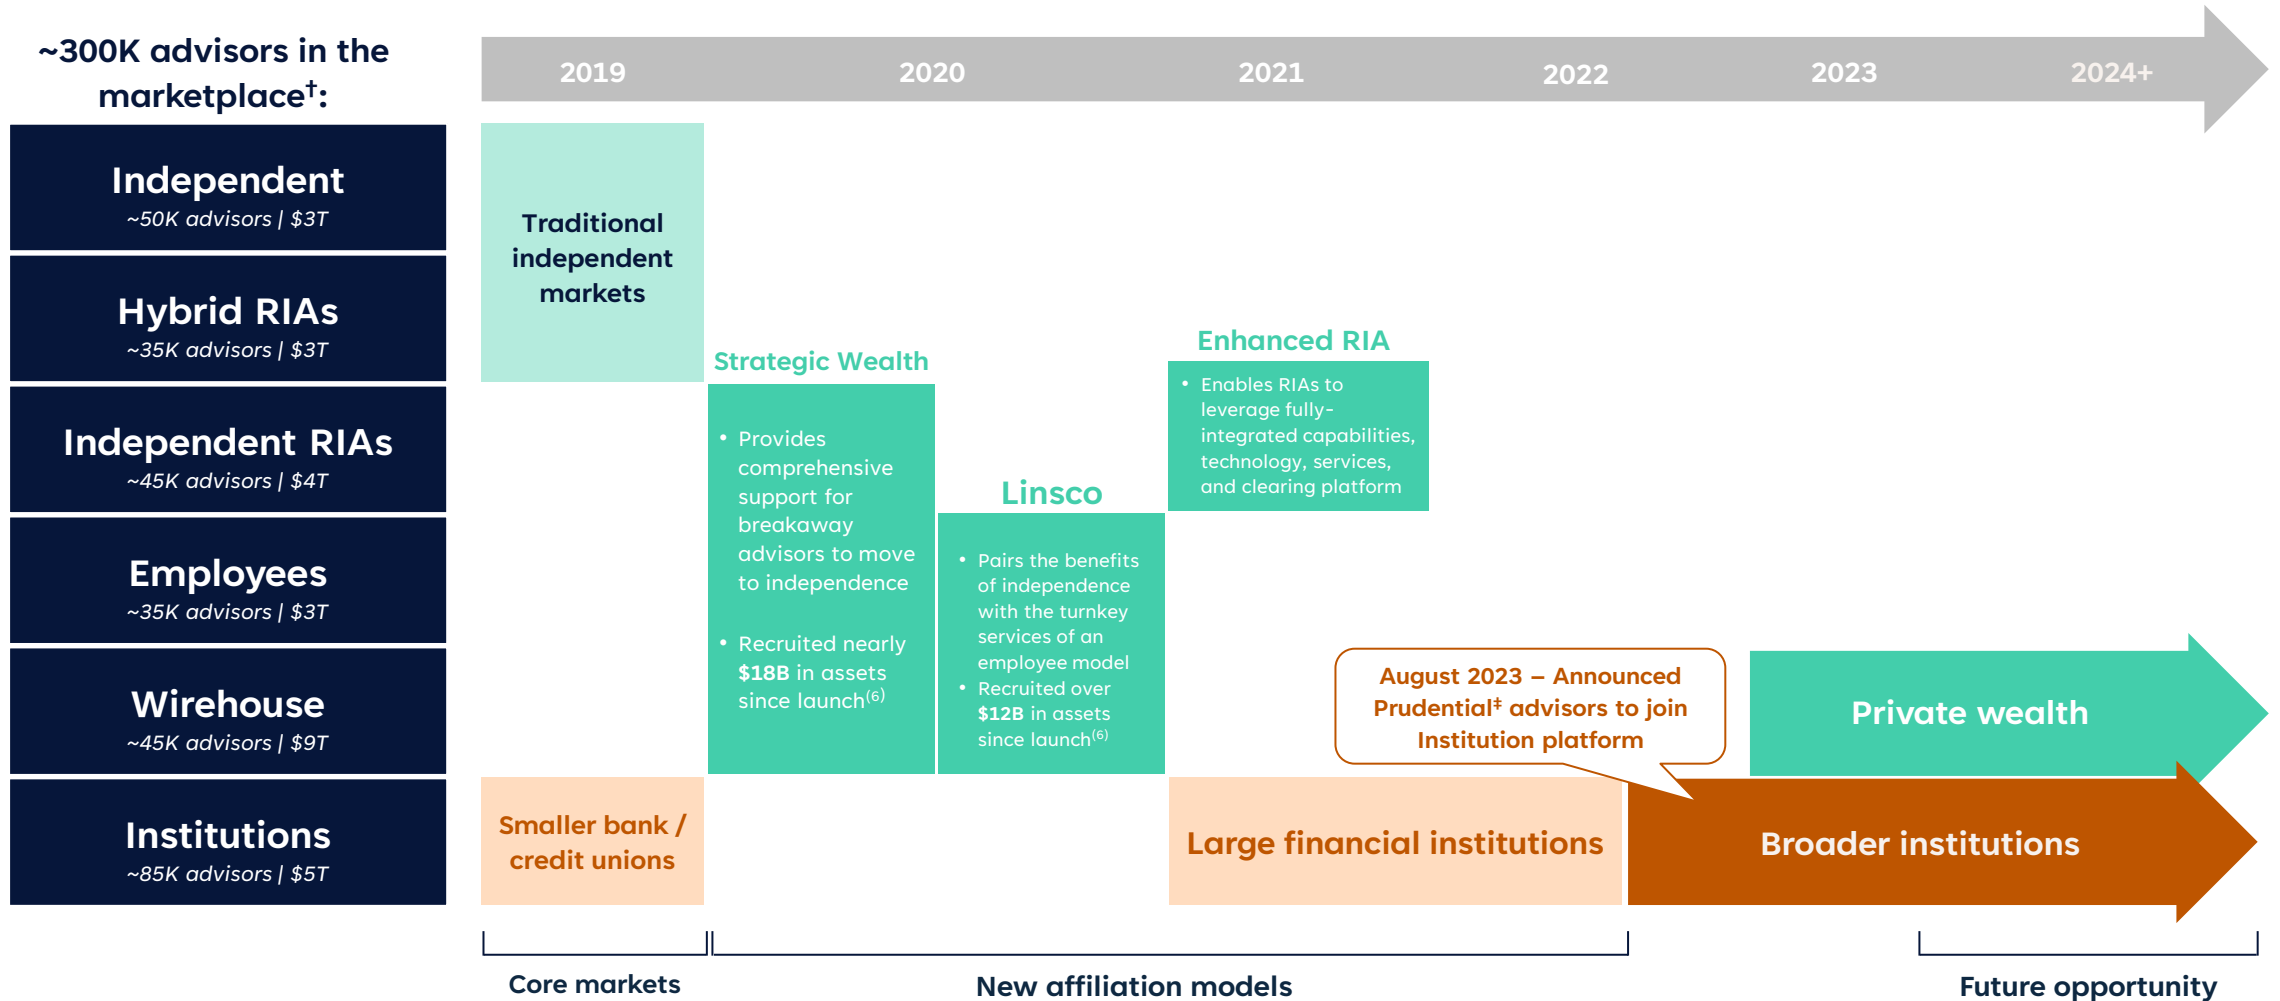 ~300K advisors in the
marketplace†:
2019
2020
2021
2022
2023
2024+
Independent
~50K advisors | $3T
Hybrid RIAs
~35K advisors | $3T
Independent RIAs
~45K advisors | $4T
Employees
~35K advisors | $3T
Wirehouse
~45K advisors | $9T
Institutions
~85K advisors | $5T
Traditional
independent
markets
Strategic Wealth
• Provides
comprehensive
support for
breakaway
advisors to move
to independence
• Recruited nearly
$18B in assets
since launch(6)
Linsco
• Pairs the benefits
of independence
with the turnkey
services of an
employee model
• Recruited over
$12B in assets
since launch(6)
Enhanced RIA
• Enables RIAs to
leverage fully-
integrated capabilities,
technology, services,
and clearing platform
August 2023 – Announced
Prudential‡ advisors to join
Institution platform
Private wealth
Smaller bank /
credit unions
Large financial institutions
Broader institutions
Core markets
New affiliation models
Future opportunity